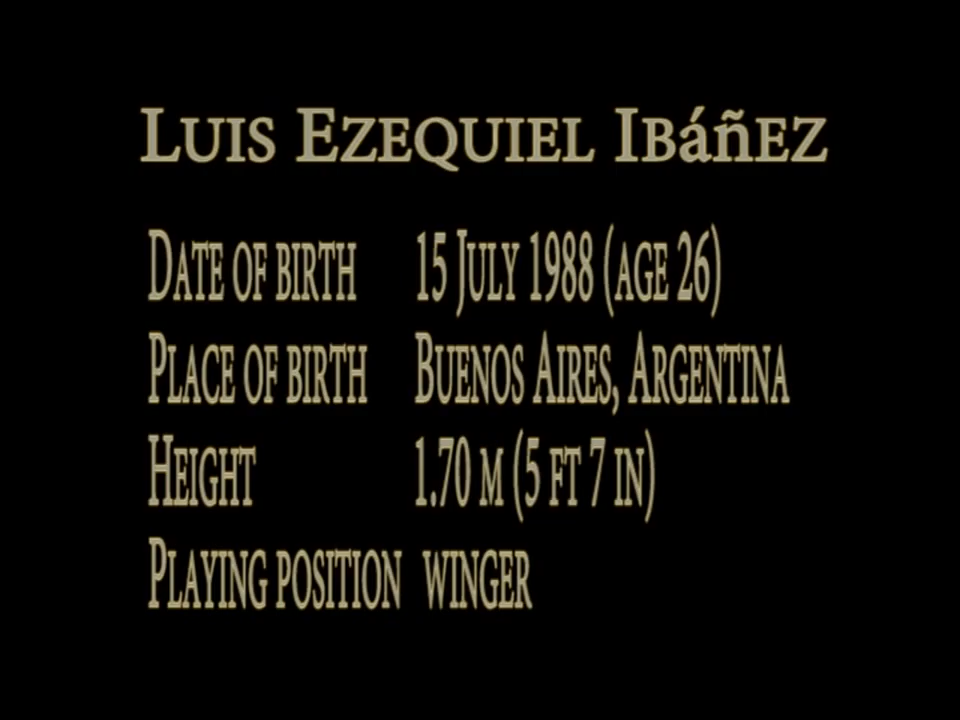 Luis Ezequiel Ibáñez
Date of birth 15 July 1988 (age 26)
Place of birth Buenos Aires, Argentina
Height 1.70 m (5 ft 7 in)
Playing position winger